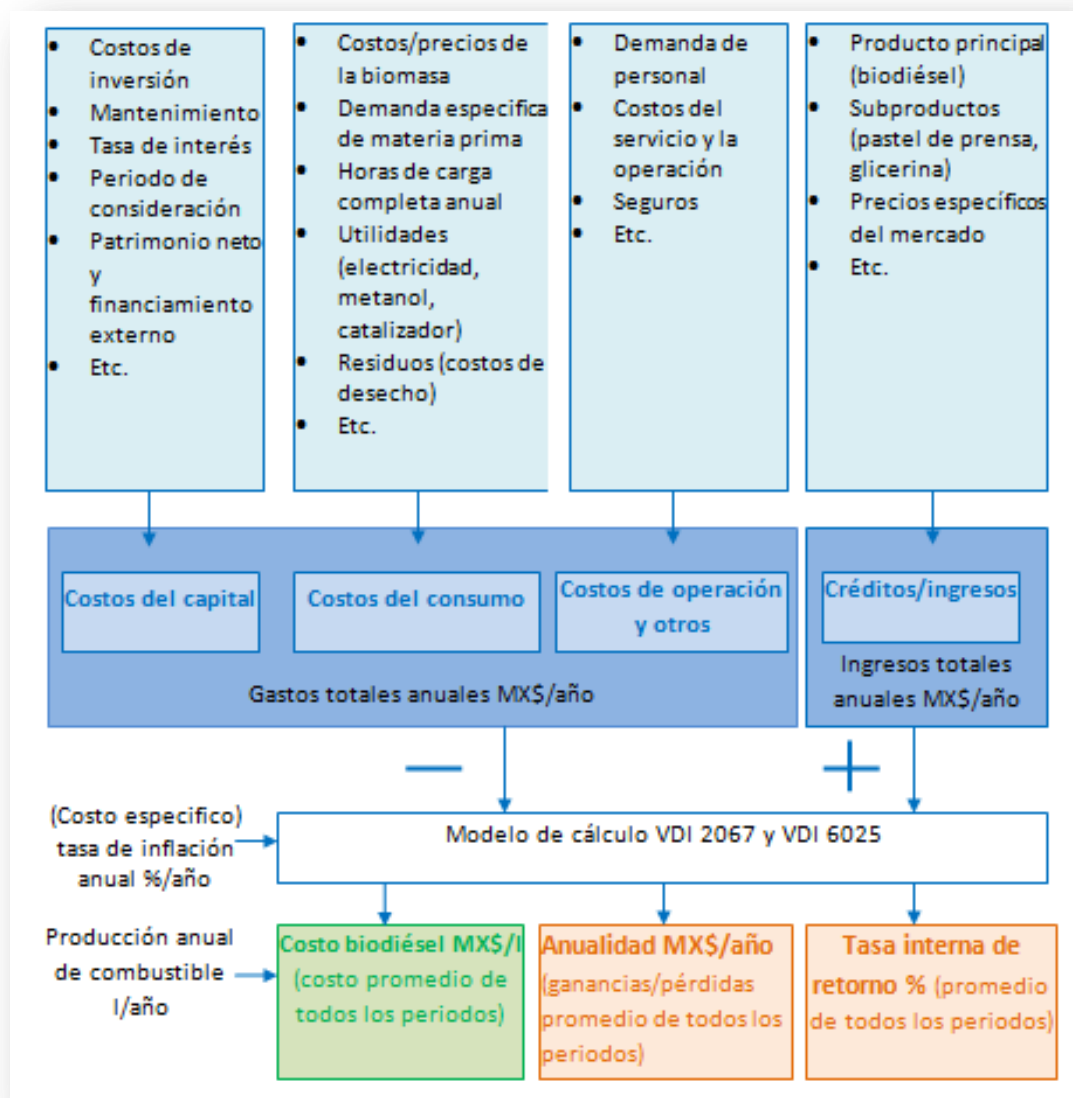 • Costos de
inversión
• Mantenimiento
• Tasa de interés
• Periodo de
consideración
• Patrimonio neto
y
financiamiento
externo
• Etc.
• Costos/precios de
la biomasa
• Demanda especifica
de materia prima
• Horas de carga
completa anual
• Utilidades
(electricidad,
metanol,
catalizador)
• Residuos (costos de
desecho)
• Etc.
• Demanda de
personal
• Costos del
servicio y la
operación
• Seguros
• Etc.
• Producto principal
(biodiésel)
• Subproductos
(pastel de prensa,
glicerina)
• Precios específicos
del mercado
• Etc.
Costos del capital
Costos del consumo
Costos de operación
y otros
Gastos totales anuales MX$/año
Créditos/ingresos
Ingresos totales
anuales MX$/año
—
+
(Costo especifico)
tasa de inflación
anual %/año
Modelo de cálculo VDI 2067 y VDI 6025
Producción anual
de combustible
l/año
Costo biodiésel MX$/l
(costo promedio de
todos los periodos)
Anualidad MX$/año
(ganancias/pérdidas
promedio de todos los
periodos)
Tasa interna de
retorno % (promedio
de todos los periodos)